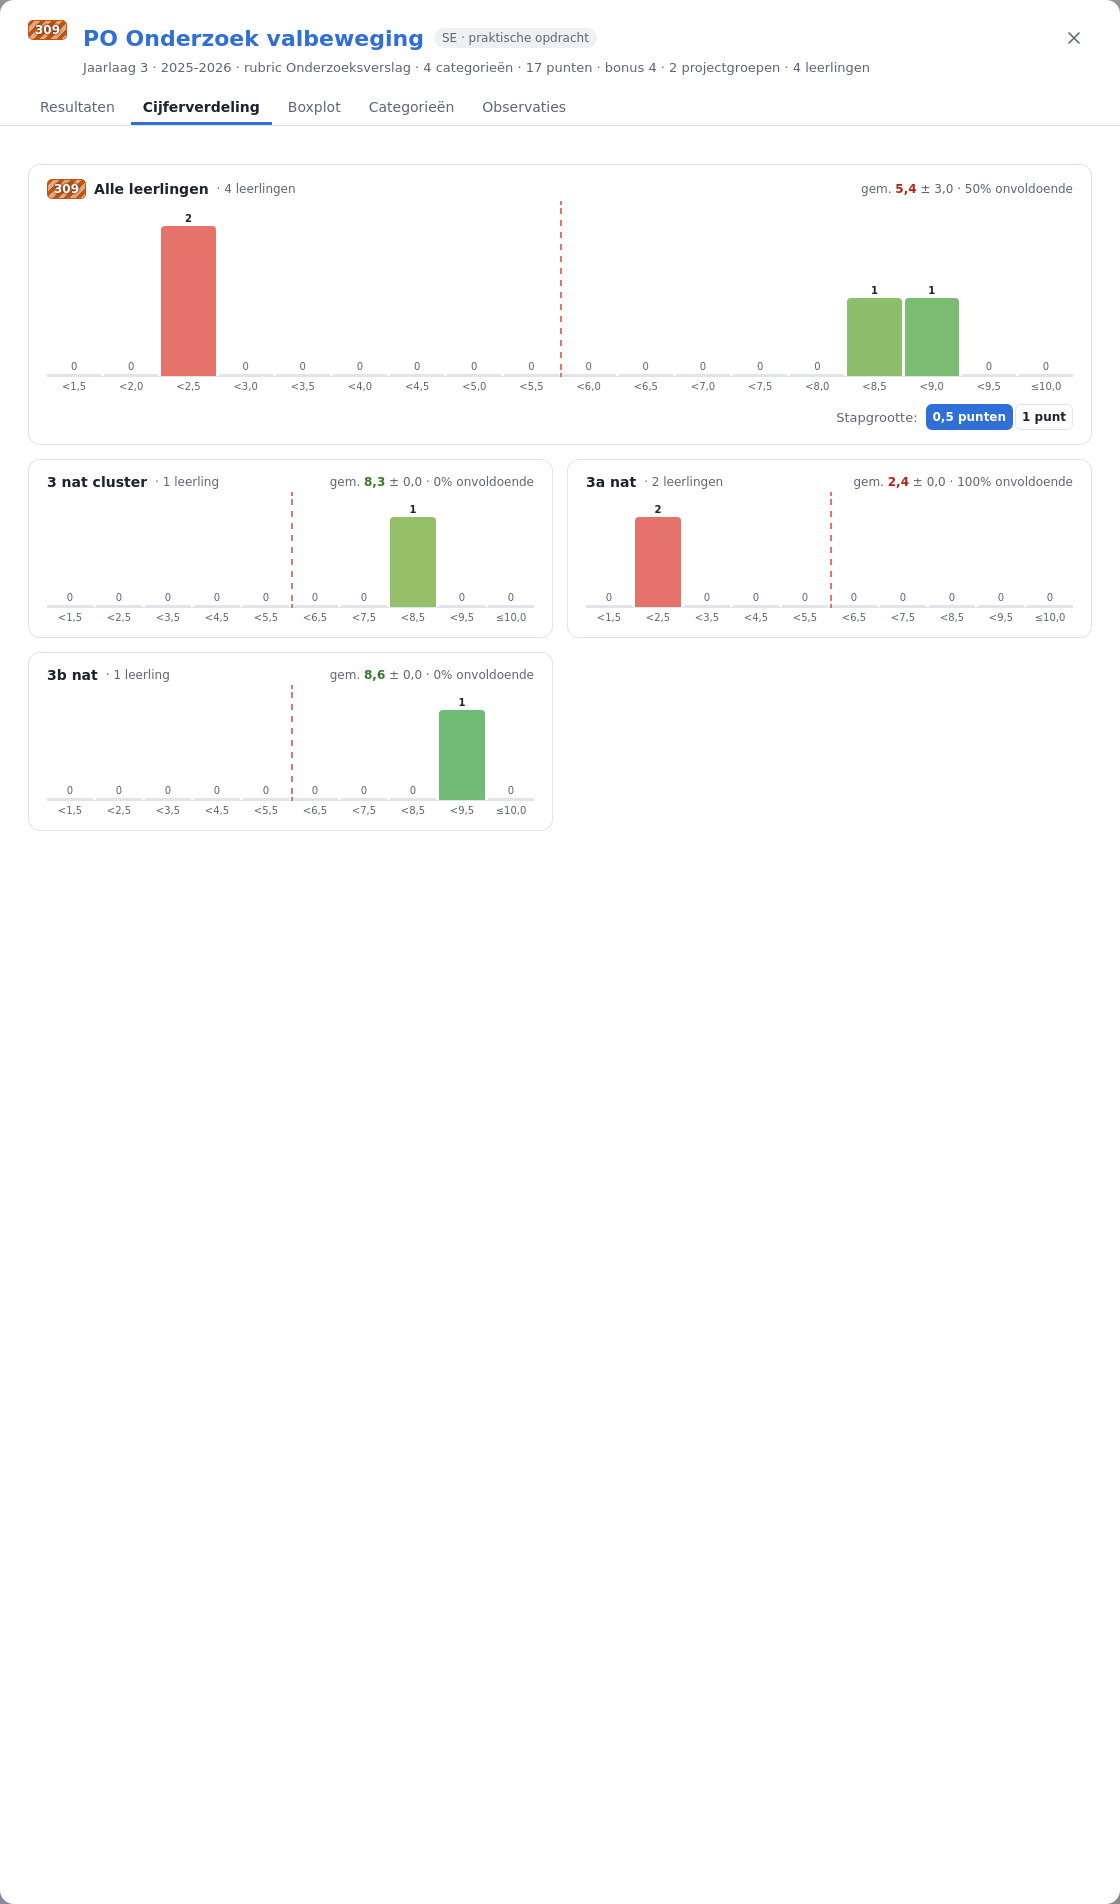 309 PO Onderzoek valbeweging SE · praktische opdracht
Jaarlaag 3 · 2025-2026 · rubric Onderzoeksverslag · 4 categorieën · 17 punten · bonus 4 · 2 projectgroepen · 4 leerlingen
Resultaten Cijferverdeling Boxplot Categorieën Observaties
309 Alle leerlingen · 4 leerlingen gem. 5,4 ± 3,0 · 50% onvoldoende
2
1 1
0 0 0 0 0 0 0 0 0 0 0 0 0 0 0
<1,5 <2,0 <2,5 <3,0 <3,5 <4,0 <4,5 <5,0 <5,5 <6,0 <6,5 <7,0 <7,5 <8,0 <8,5 <9,0 <9,5 ≤10,0
Stapgrootte: 0,5 punten 1 punt
3 nat cluster · 1 leerling gem. 8,3 ± 0,0 · 0% onvoldoende
1
0 0 0 0 0 0 0 0 0
<1,5 <2,5 <3,5 <4,5 <5,5 <6,5 <7,5 <8,5 <9,5 ≤10,0
3a nat · 2 leerlingen gem. 2,4 ± 0,0 · 100% onvoldoende
2
0 0 0 0 0 0 0 0 0
<1,5 <2,5 <3,5 <4,5 <5,5 <6,5 <7,5 <8,5 <9,5 ≤10,0
3b nat · 1 leerling gem. 8,6 ± 0,0 · 0% onvoldoende
1
0 0 0 0 0 0 0 0 0
<1,5 <2,5 <3,5 <4,5 <5,5 <6,5 <7,5 <8,5 <9,5 ≤10,0